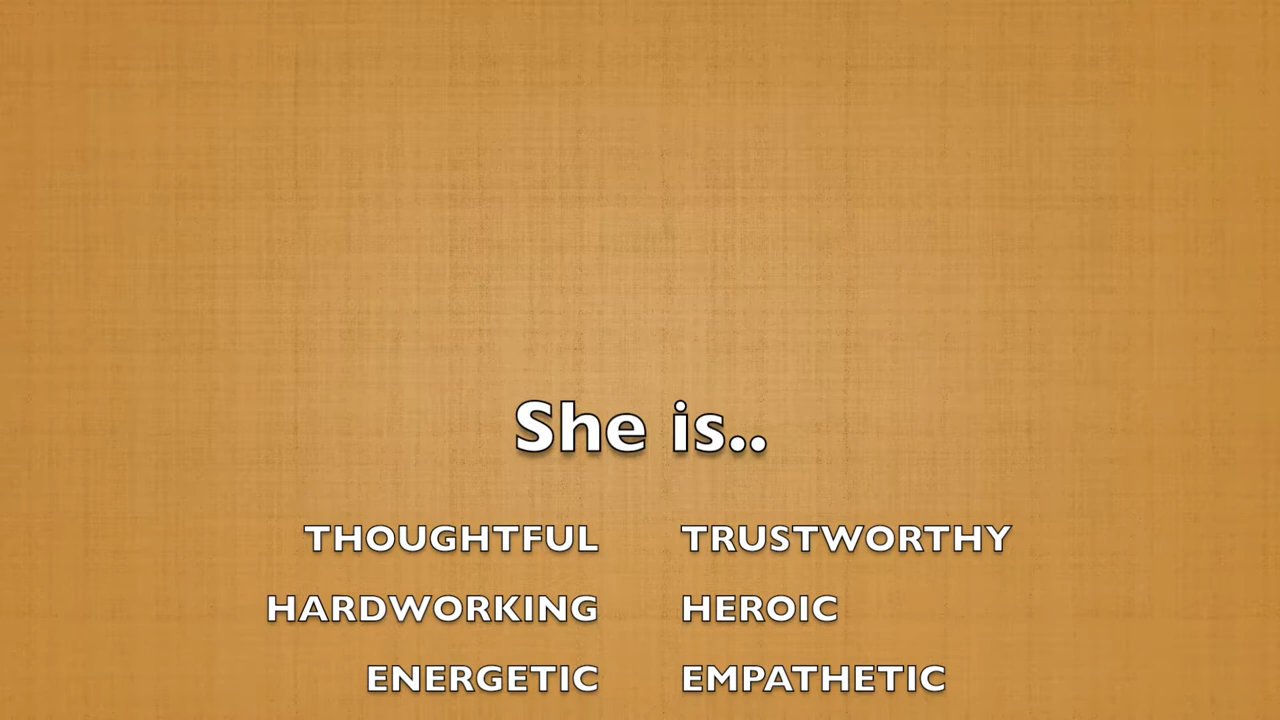 She is..
THOUGHTFUL TRUSTWORTHY
HARDWORKING HEROIC
ENERGETIC EMPATHETIC